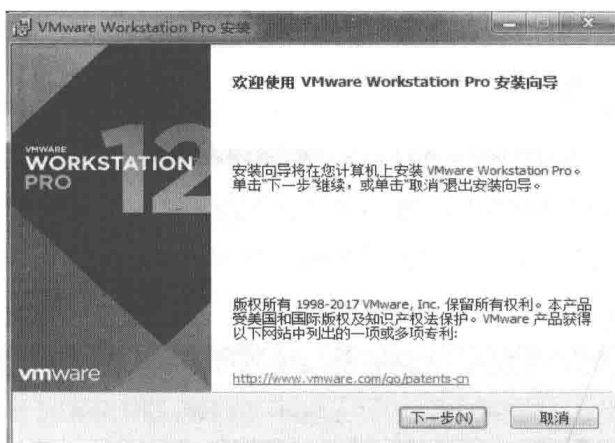 VMware Workstation Pro 安装
欢迎使用 VMware Workstation Pro 安装向导
VMWARE
WORKSTATION
PRO
12
安装向导将在您计算机上安装 VMware Workstation Pro。
单击“下一步”继续，或单击“取消”退出安装向导。
版权所有 1998-2017 VMware, Inc. 保留所有权利。本产品
受美国和国际版权及知识产权法保护。VMware 产品获得
以下网站中列出的一项或多项专利:
http://www.vmware.com/go/patents-cn
vmware
下一步(N)
取消